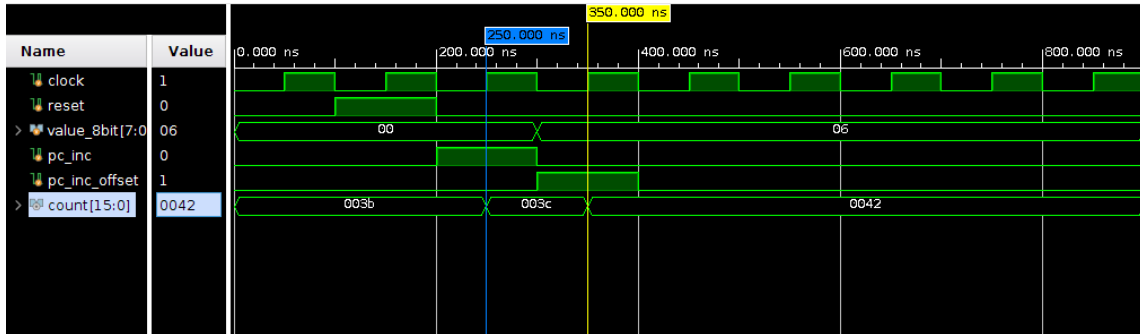 350.000 ns
250.000 ns
Name Value
0.000 ns 200.000 ns 400.000 ns 600.000 ns 800.000 ns
clock 1
reset 0
value_8bit[7:0 06 00 06
pc_inc 0
pc_inc_offset 1
count[15:0] 0042 003b 003c 0042